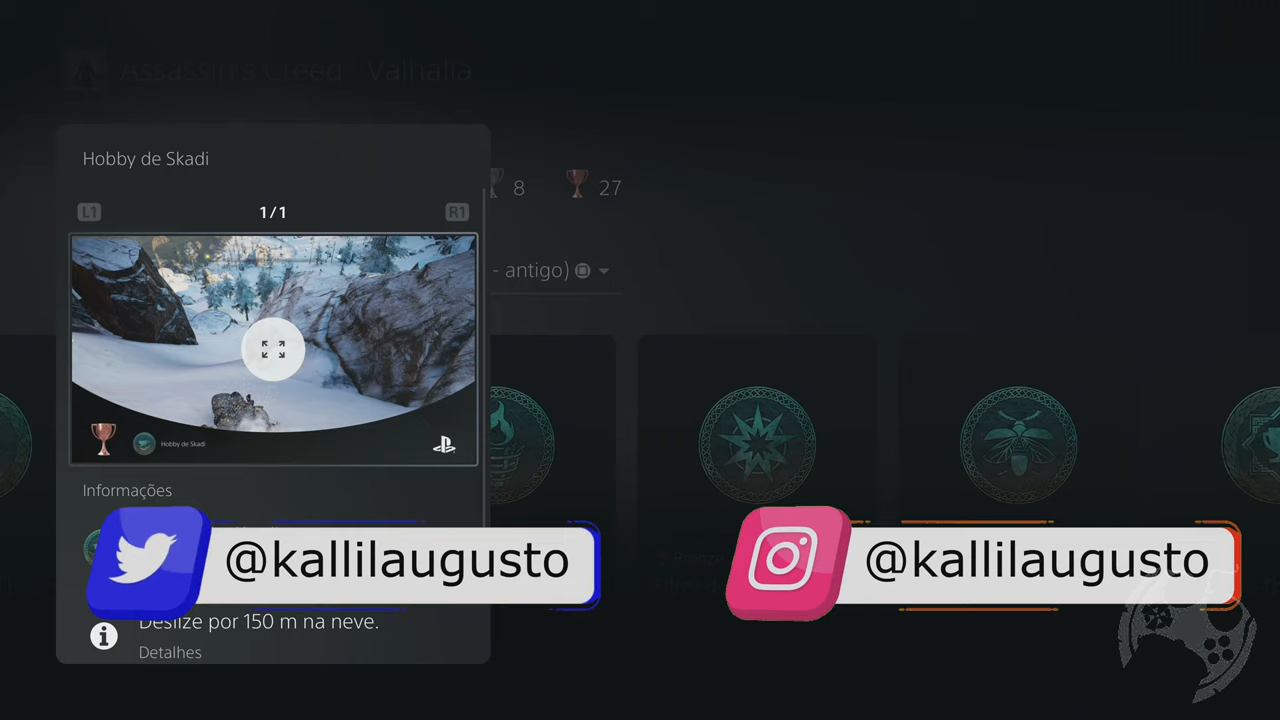 Assassin's Creed® Valhalla
Hobby de Skadi
8
27
L1
1/1
R1
- antigo)
Hobby de Skadi
Informações
@kallilaugusto
@kallilaugusto
Deslize por 150 m na neve.
Detalhes